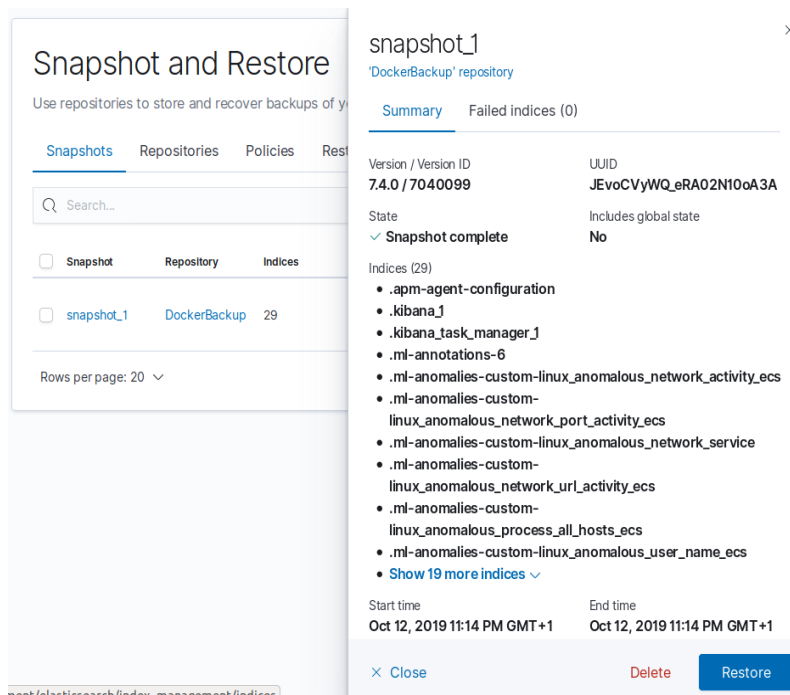 Snapshot and Restore
Use repositories to store and recover backups of
Snapshots Repositories Policies Rest
Search...
Snapshot Repository Indices
snapshot_1 DockerBackup 29
Rows per page: 20
snapshot_1
'DockerBackup' repository
Summary Failed indices (0)
Version / Version ID UUID
7.4.0 / 7040099 JEvoCVyWQ_eRA02N10oA3A
State Includes global state
Snapshot complete No
Indices (29)
• .apm-agent-configuration
• .kibana_1
• .kibana_task_manager_1
• .ml-annotations-6
• .ml-anomalies-custom-linux_anomalous_network_activity_ecs
• .ml-anomalies-custom-
linux_anomalous_network_port_activity_ecs
• .ml-anomalies-custom-linux_anomalous_network_service
• .ml-anomalies-custom-
linux_anomalous_network_url_activity_ecs
• .ml-anomalies-custom-
linux_anomalous_process_all_hosts_ecs
• .ml-anomalies-custom-linux_anomalous_user_name_ecs
• Show 19 more indices
Start time End time
Oct 12, 2019 11:14 PM GMT+1 Oct 12, 2019 11:14 PM GMT+1
× Close Delete Restore
ment/elasticsearch/index_management/indices